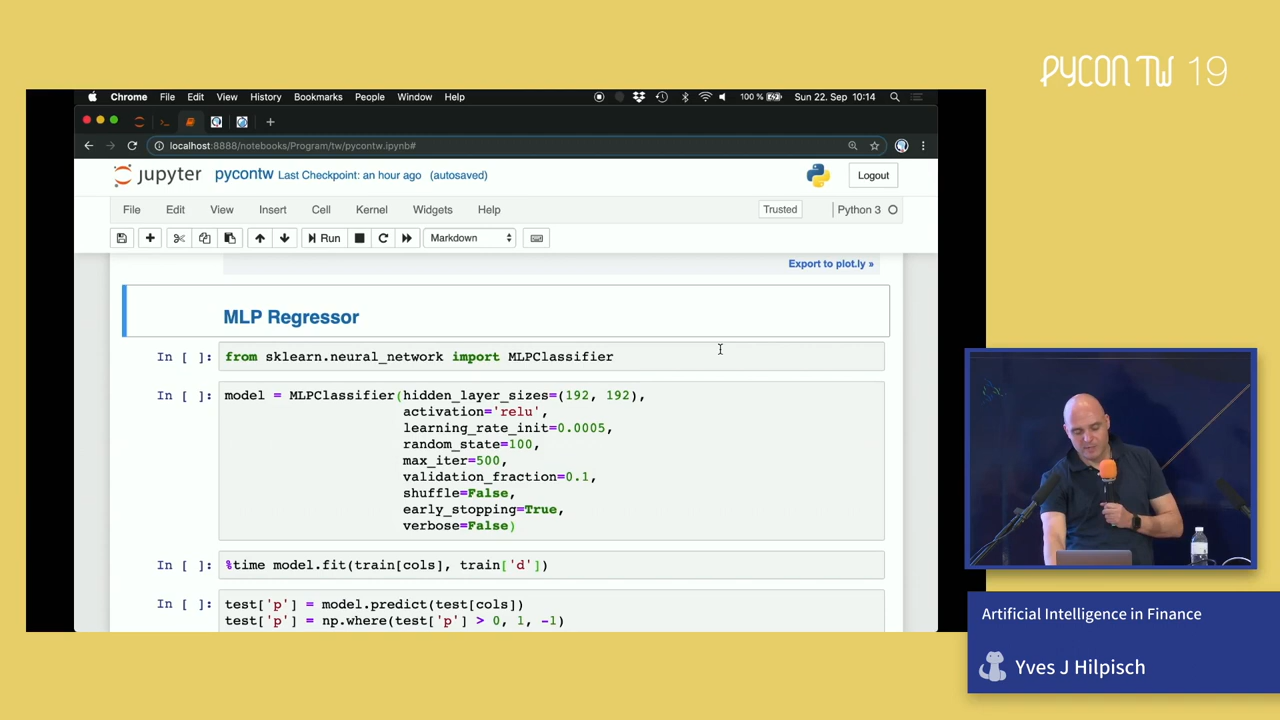 PYCON TW 19
Chrome File Edit View History Bookmarks People Window Help 100 % Sun 22. Sep 10:14
localhost:8888/notebooks/Program/tw/pycontw.ipynb#
jupyter pycontw Last Checkpoint: an hour ago (autosaved) Logout
File Edit View Insert Cell Kernel Widgets Help Trusted Python 3
Run Markdown
Export to plot.ly »
MLP Regressor
In [ ]: from sklearn.neural_network import MLPClassifier
In [ ]: model = MLPClassifier(hidden_layer_sizes=(192, 192),
activation='relu',
learning_rate_init=0.0005,
random_state=100,
max_iter=500,
validation_fraction=0.1,
shuffle=False,
early_stopping=True,
verbose=False)
In [ ]: %time model.fit(train[cols], train['d'])
In [ ]: test['p'] = model.predict(test[cols])
test['p'] = np.where(test['p'] > 0, 1, -1)
Artificial Intelligence in Finance
Yves J Hilpisch